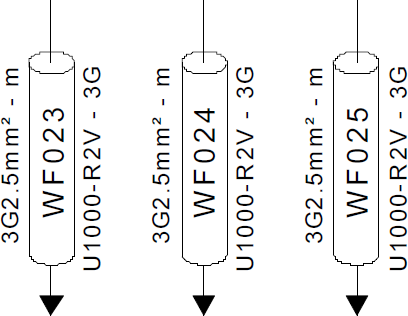 3G2.5mm² - m
WF023
U1000-R2V - 3G
3G2.5mm² - m
WF024
U1000-R2V - 3G
3G2.5mm² - m
WF025
U1000-R2V - 3G